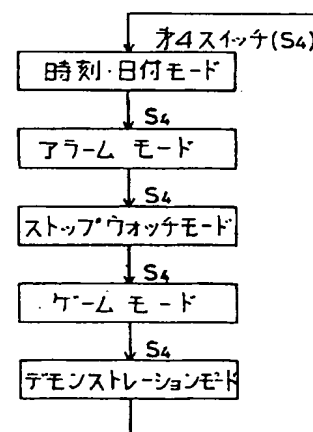 才4スイッチ(S4)
時刻・日付モード
S4
アラーム モード
S4
ストップウォッチモード
S4
ゲーム モード
S4
デモンストレーションモード